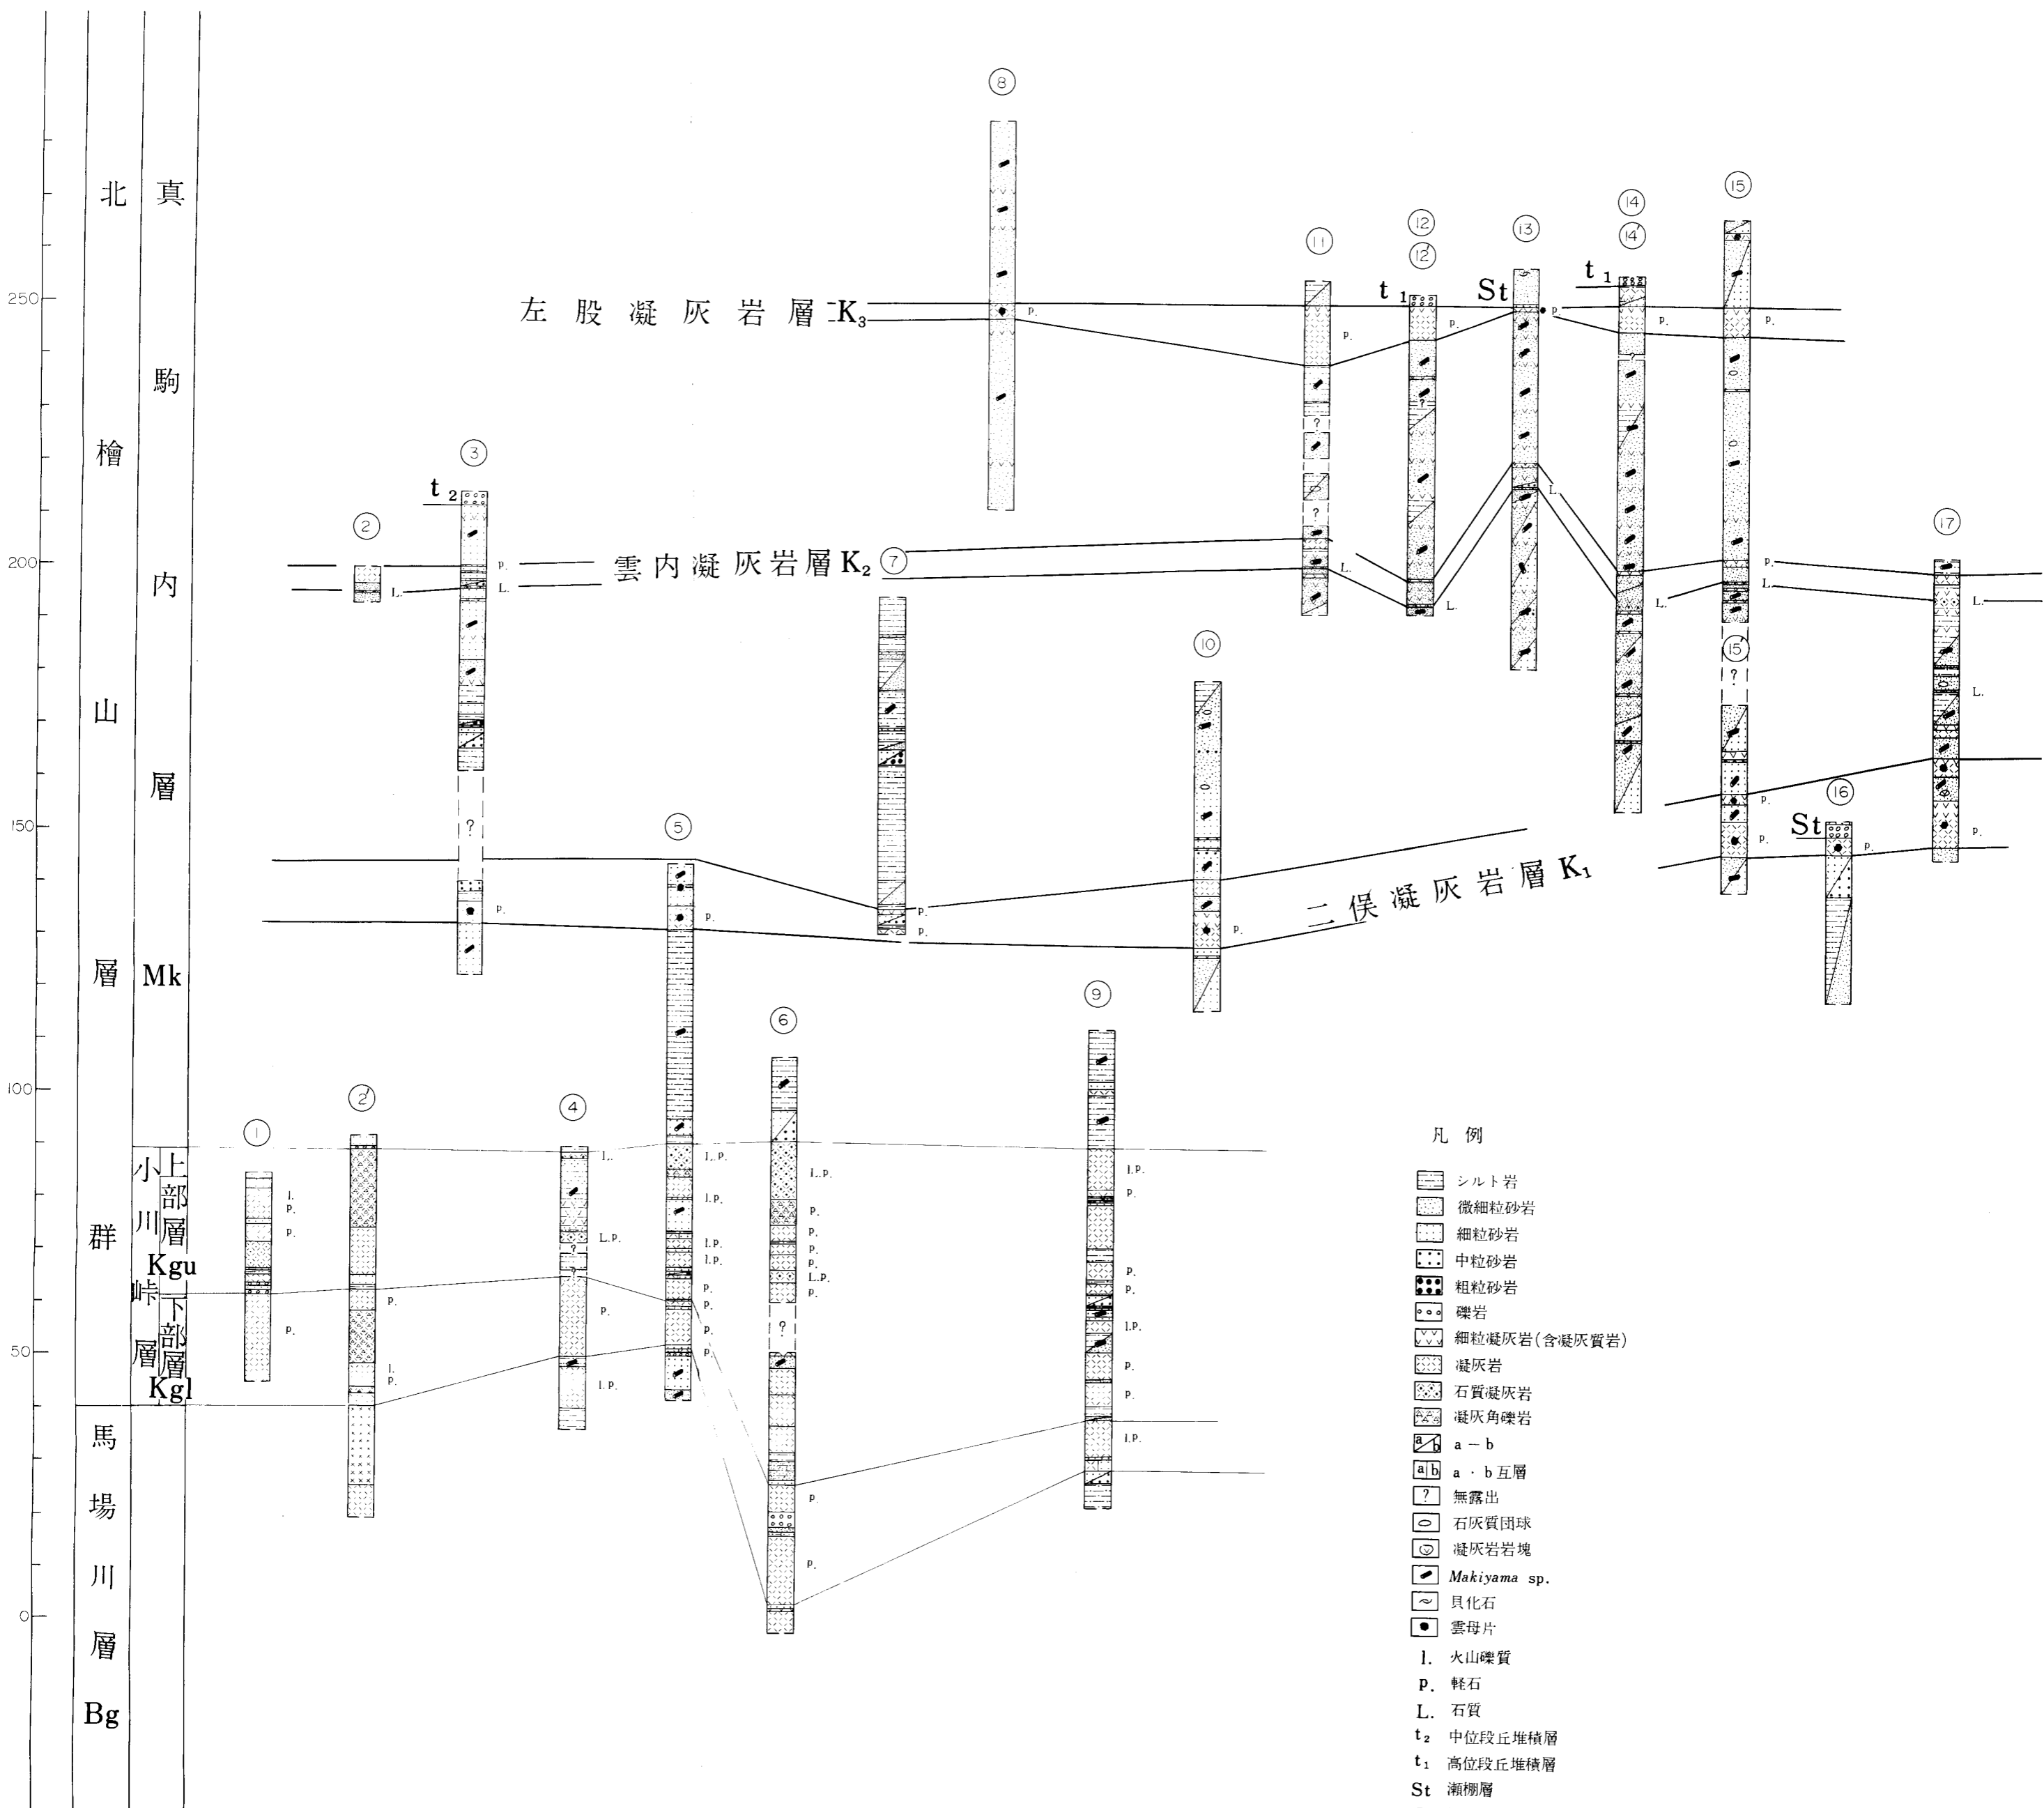 250
200
150
100
50
0
北檜山層群
馬場川層
Bg
真駒内層
Mk
小川峠層
上部層
Kgu
下部層
Kgl
左股凝灰岩層 K₃
雲内凝灰岩層 K₂
二俣凝灰岩層 K₁
①
②
②′
③
④
⑤
⑥
⑦
⑧
⑨
⑩
⑪
⑫
⑫′
⑬
⑭
⑭′
⑮
⑮′
⑯
⑰
t₂
t₁
St
t₁
St
凡例
シルト岩
微細粒砂岩
細粒砂岩
中粒砂岩
粗粒砂岩
礫岩
細粒凝灰岩(含凝灰質岩)
凝灰岩
石質凝灰岩
凝灰角礫岩
a b a－b
a b a・b互層
? 無露出
石灰質団球
凝灰岩岩塊
Makiyama sp.
貝化石
雲母片
l. 火山礫質
p. 軽石
L. 石質
t₂ 中位段丘堆積層
t₁ 高位段丘堆積層
St 瀬棚層